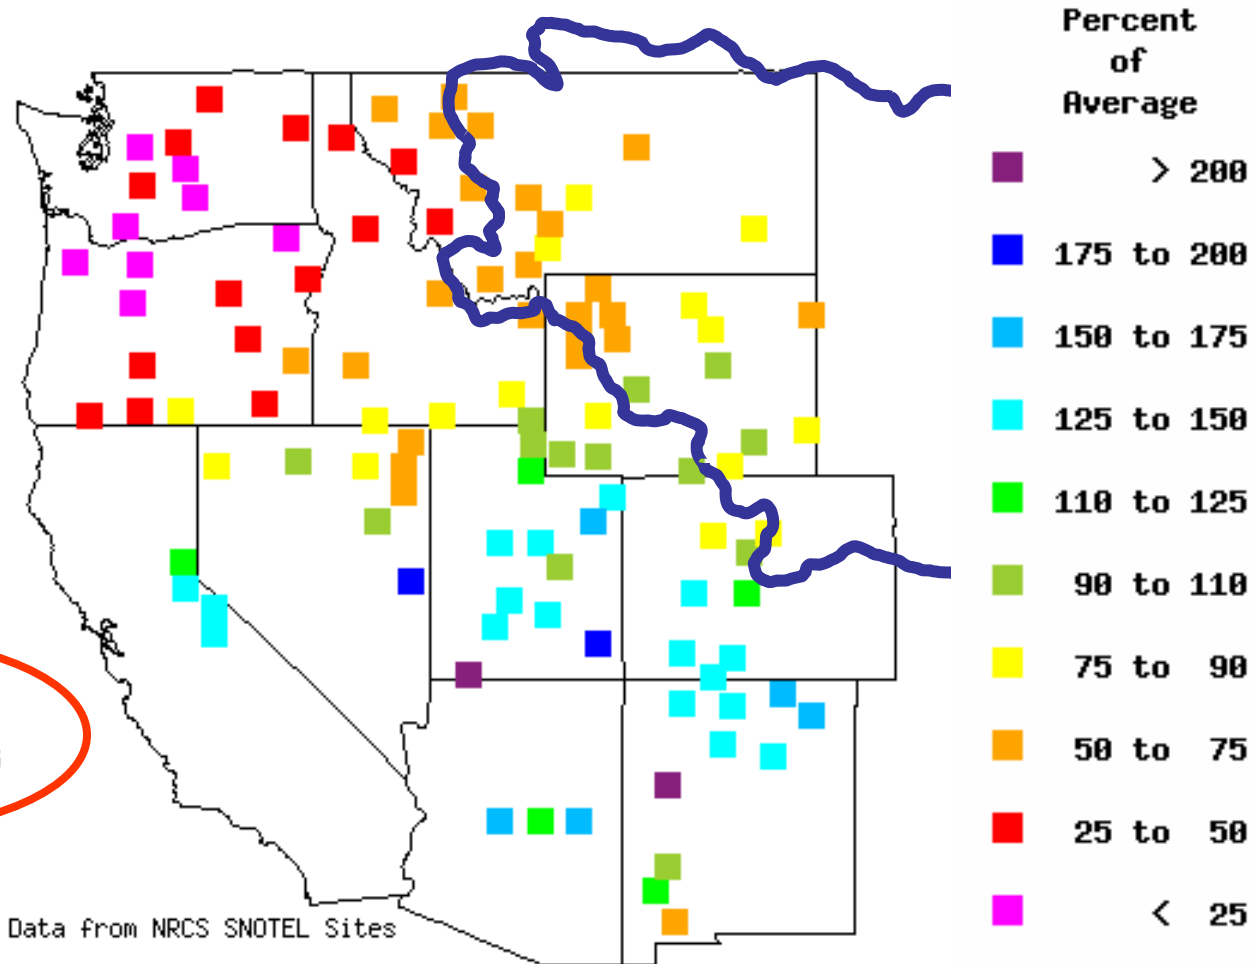 Percent
of
Average
> 200
175 to 200
150 to 175
125 to 150
110 to 125
90 to 110
75 to 90
50 to 75
25 to 50
< 25
Data from NRCS SNOTEL Sites